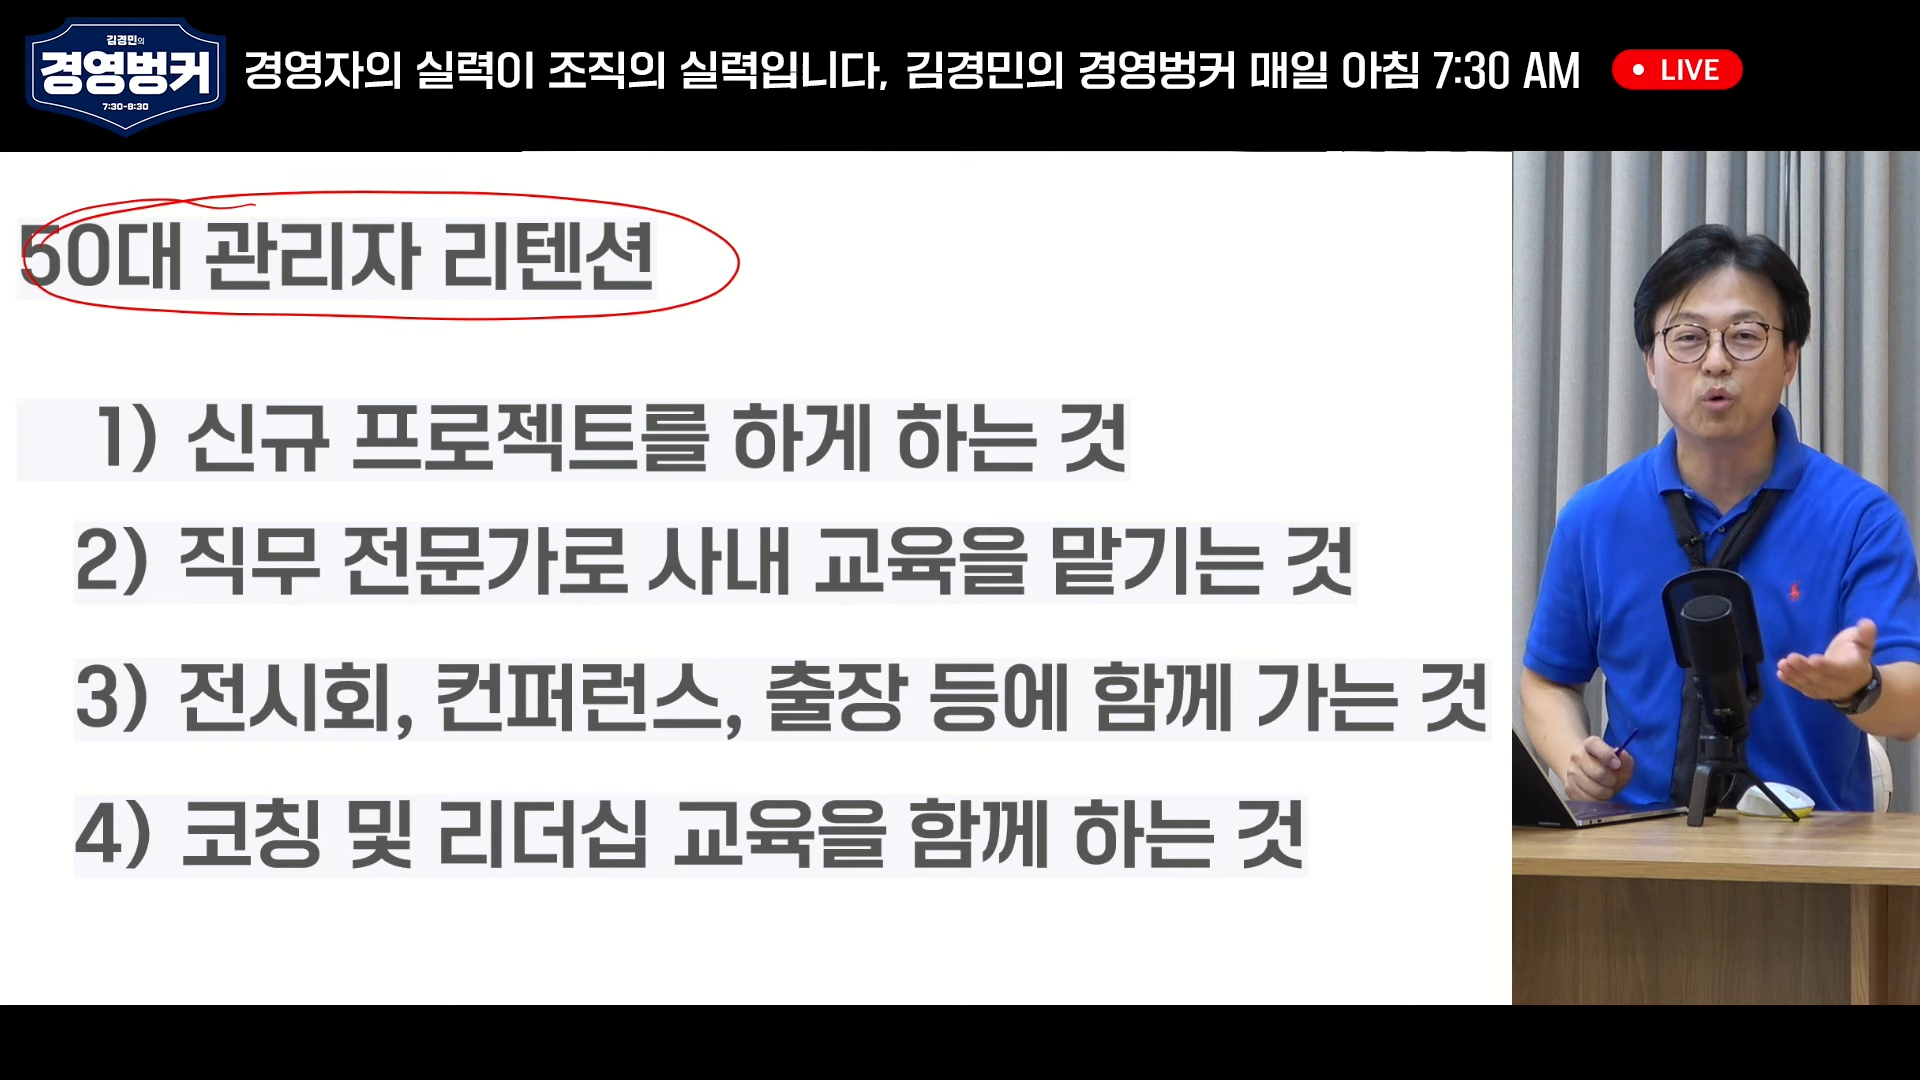 김경민의
경영벙커
7:30-8:30
경영자의 실력이 조직의 실력입니다, 김경민의 경영벙커 매일 아침 7:30 AM
LIVE
50대 관리자 리텐션
1) 신규 프로젝트를 하게 하는 것
2) 직무 전문가로 사내 교육을 맡기는 것
3) 전시회, 컨퍼런스, 출장 등에 함께 가는 것
4) 코칭 및 리더십 교육을 함께 하는 것